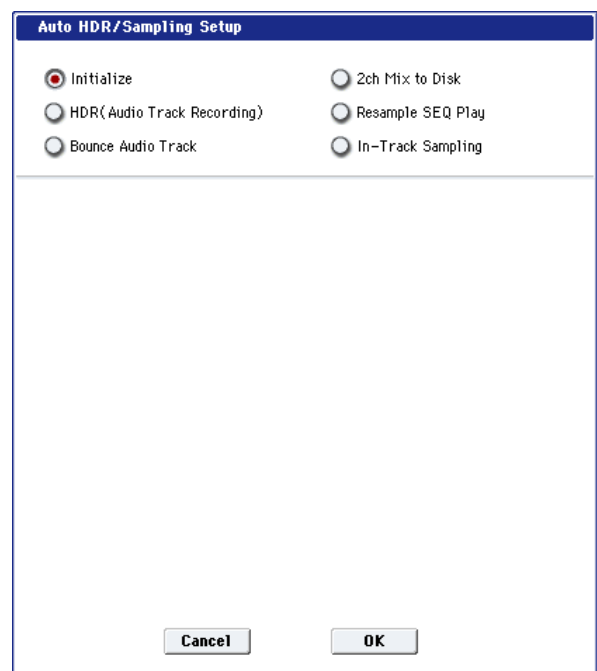 Auto HDR/Sampling Setup
Initialize
2ch Mix to Disk
HDR(Audio Track Recording)
Resample SEQ Play
Bounce Audio Track
In-Track Sampling
Cancel
OK